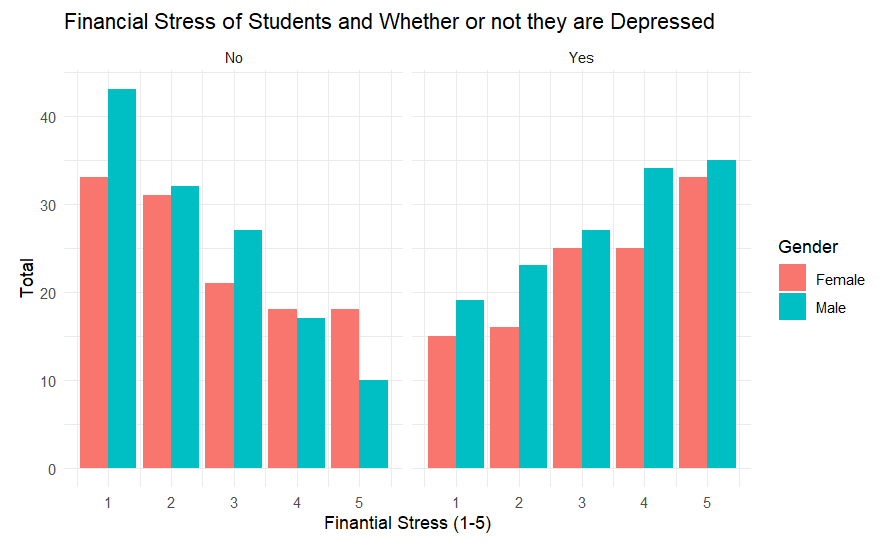 Financial Stress of Students and Whether or not they are Depressed
No
Yes
Total
40
30
20
10
0
1 2 3 4 5
1 2 3 4 5
Finantial Stress (1-5)
Gender
Female
Male